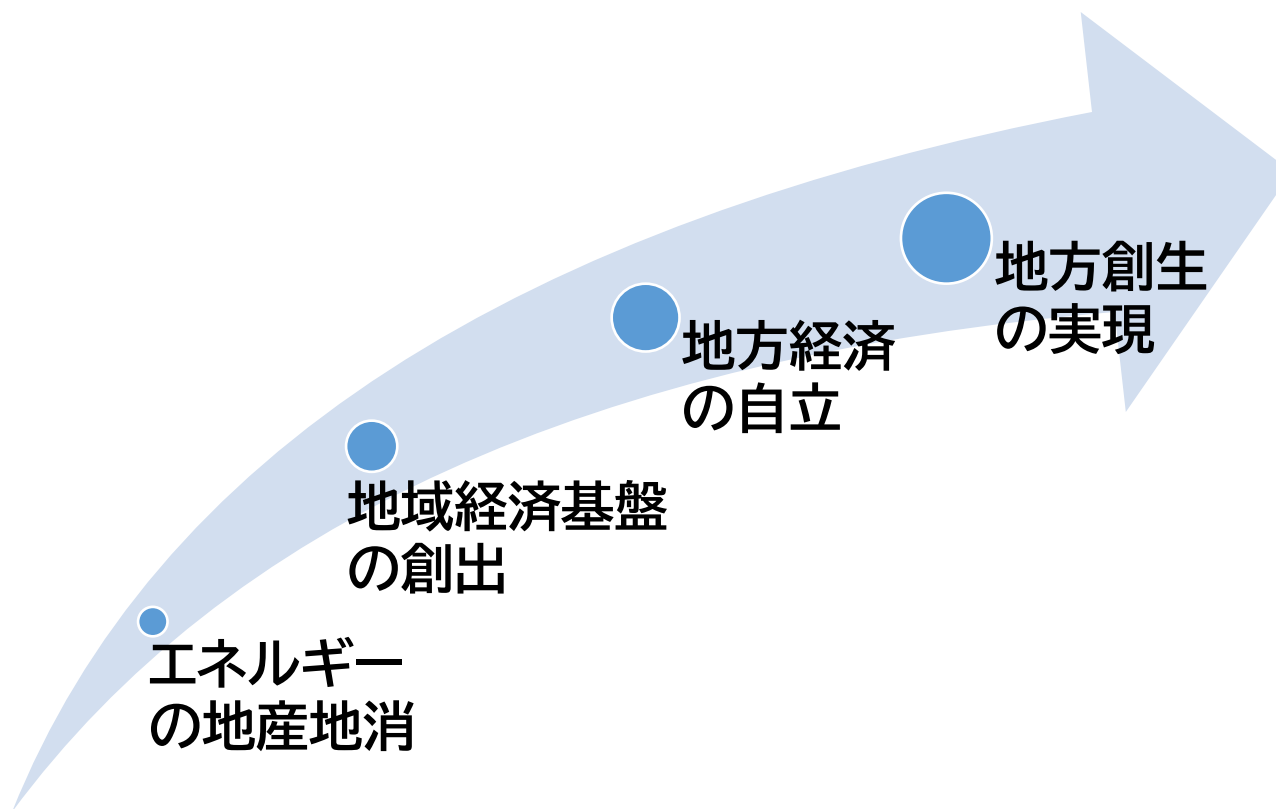 エネルギー
の地産地消
地域経済基盤
の創出
地方経済
の自立
地方創生
の実現